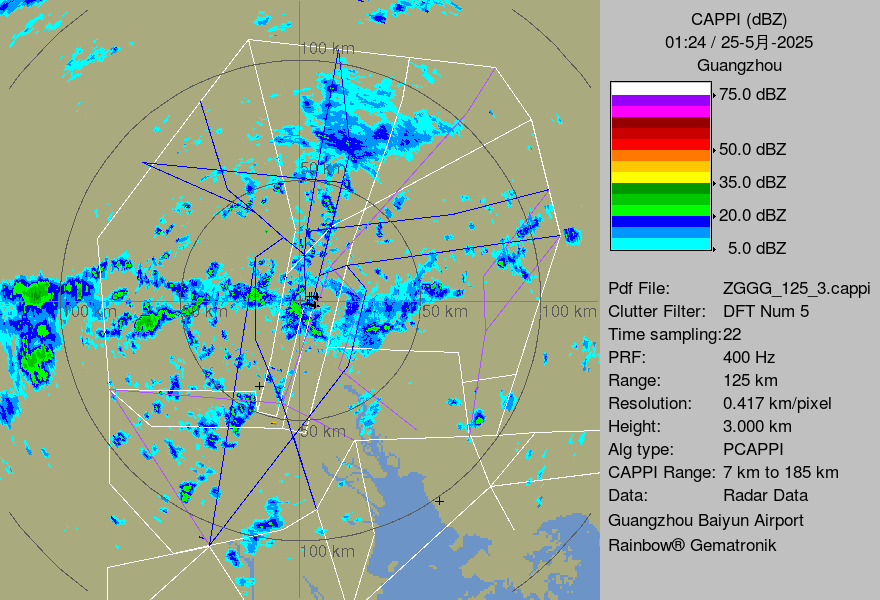 CAPPI (dBZ)
01:24 / 25-5月-2025
Guangzhou
75.0 dBZ
50.0 dBZ
35.0 dBZ
20.0 dBZ
5.0 dBZ
Pdf File: ZGGG_125_3.cappi
Clutter Filter: DFT Num 5
Time sampling:22
PRF: 400 Hz
Range: 125 km
Resolution: 0.417 km/pixel
Height: 3.000 km
Alg type: PCAPPI
CAPPI Range: 7 km to 185 km
Data: Radar Data
Guangzhou Baiyun Airport
Rainbow® Gematronik
100 km
50 km
100 km
50 km
50 km
100 km
50 km
100 km